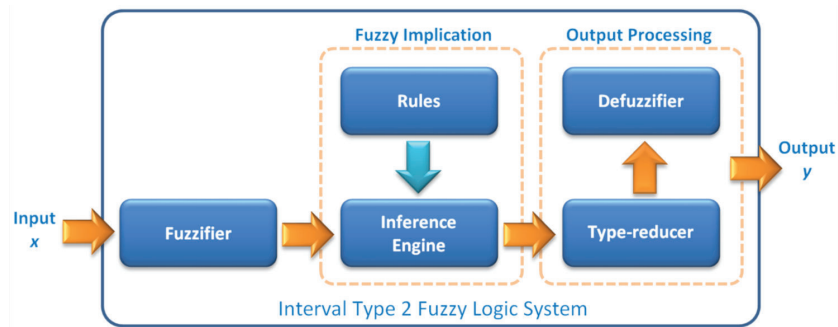 Fuzzy Implication
Output Processing
Rules
Defuzzifier
Output
y
Input
x
Fuzzifier
Inference
Engine
Type-reducer
Interval Type 2 Fuzzy Logic System